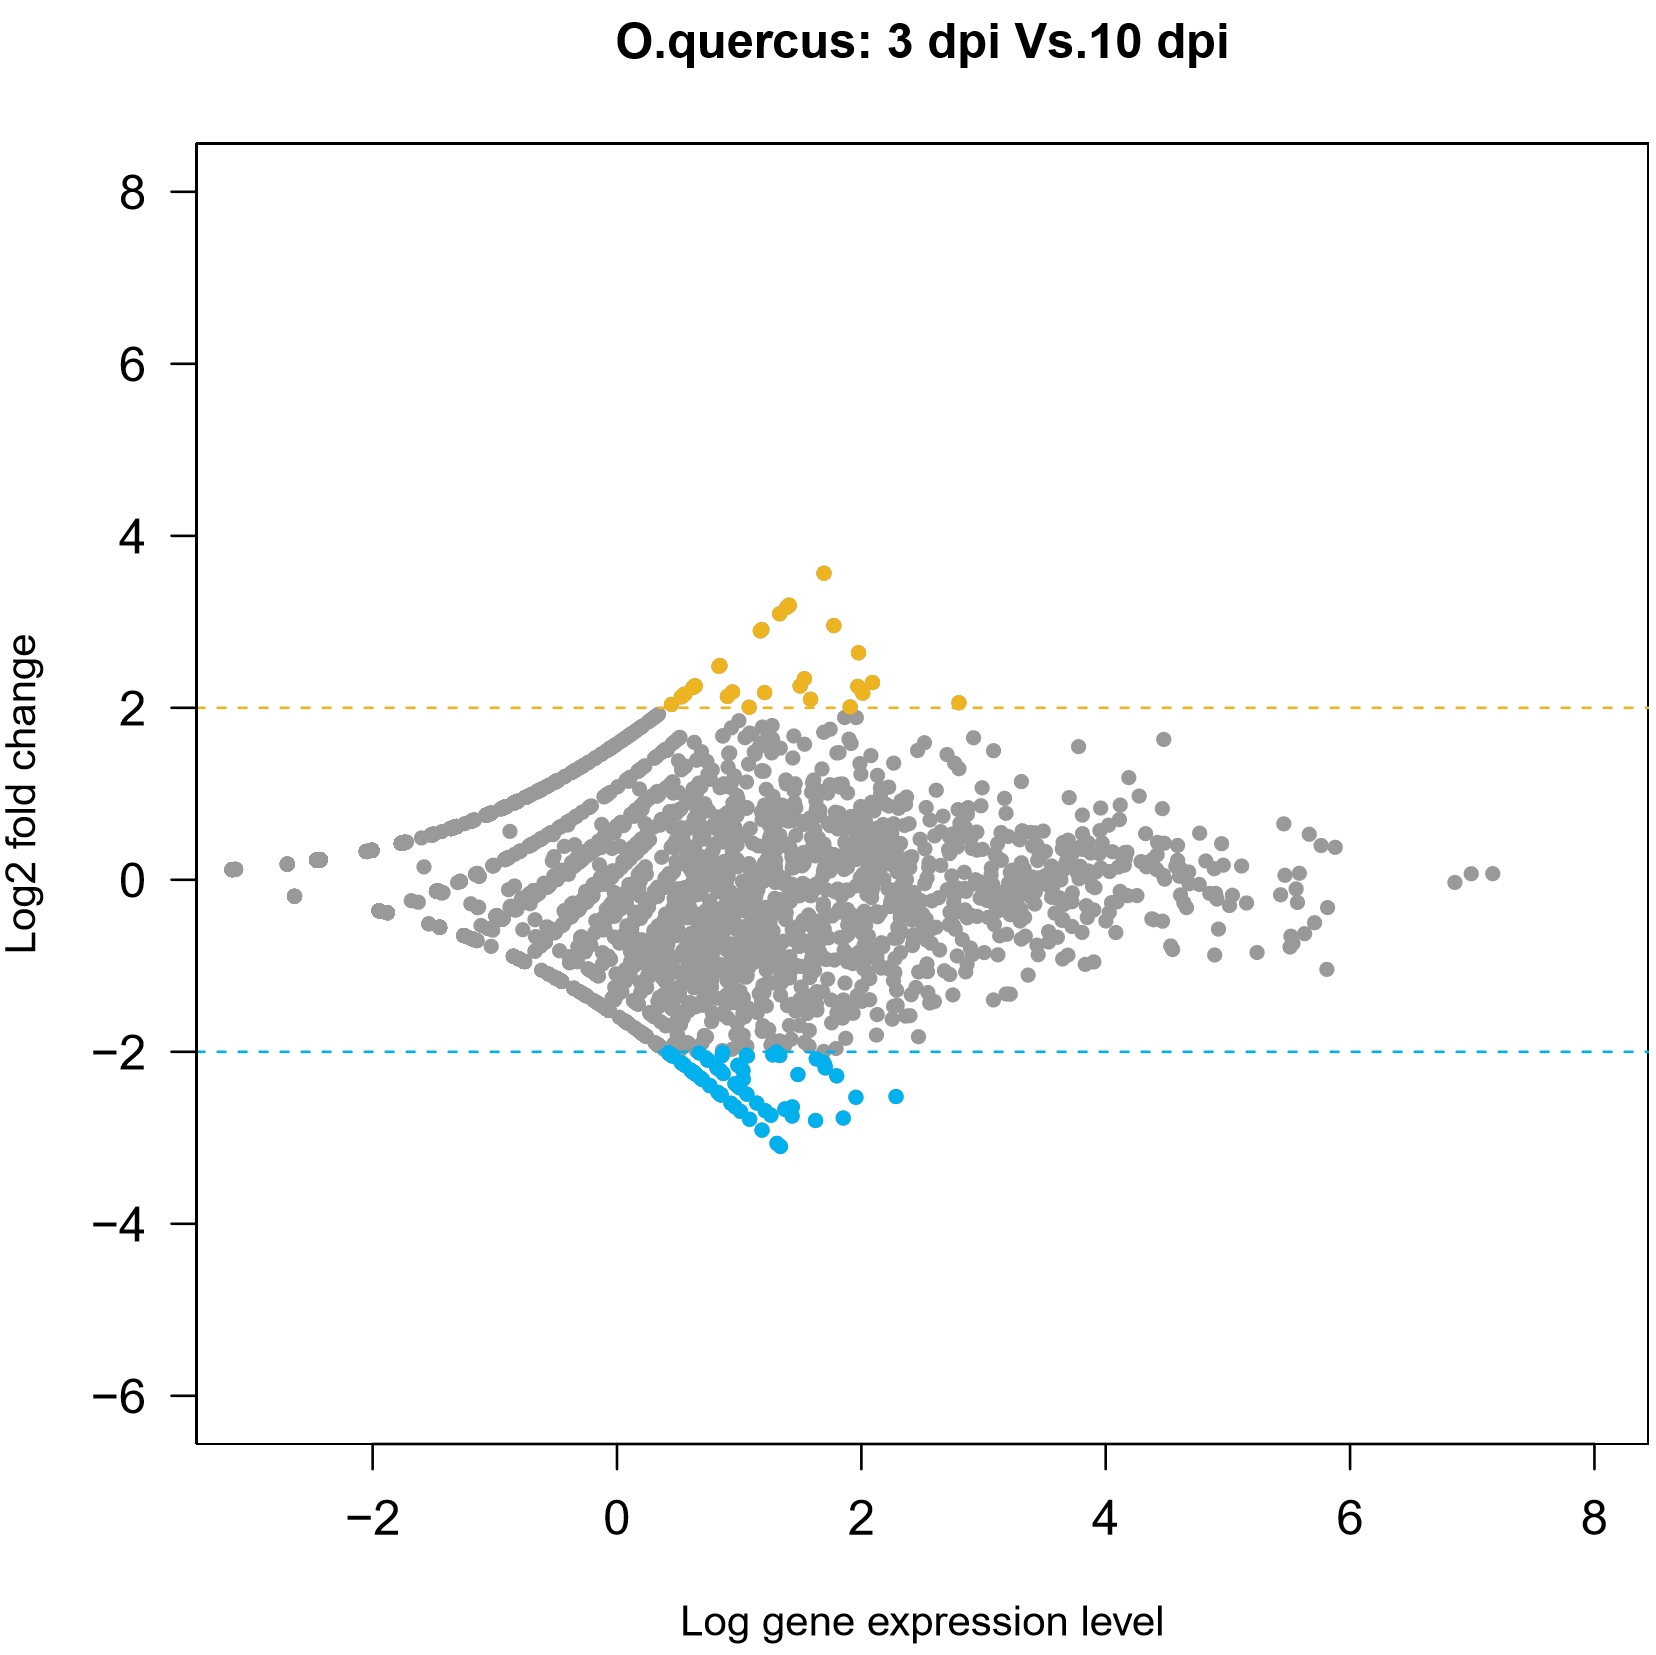 O.quercus: 3 dpi Vs.10 dpi
8
6
4
2
0
−2
−4
−6
Log2 fold change
−2 0 2 4 6 8
Log gene expression level